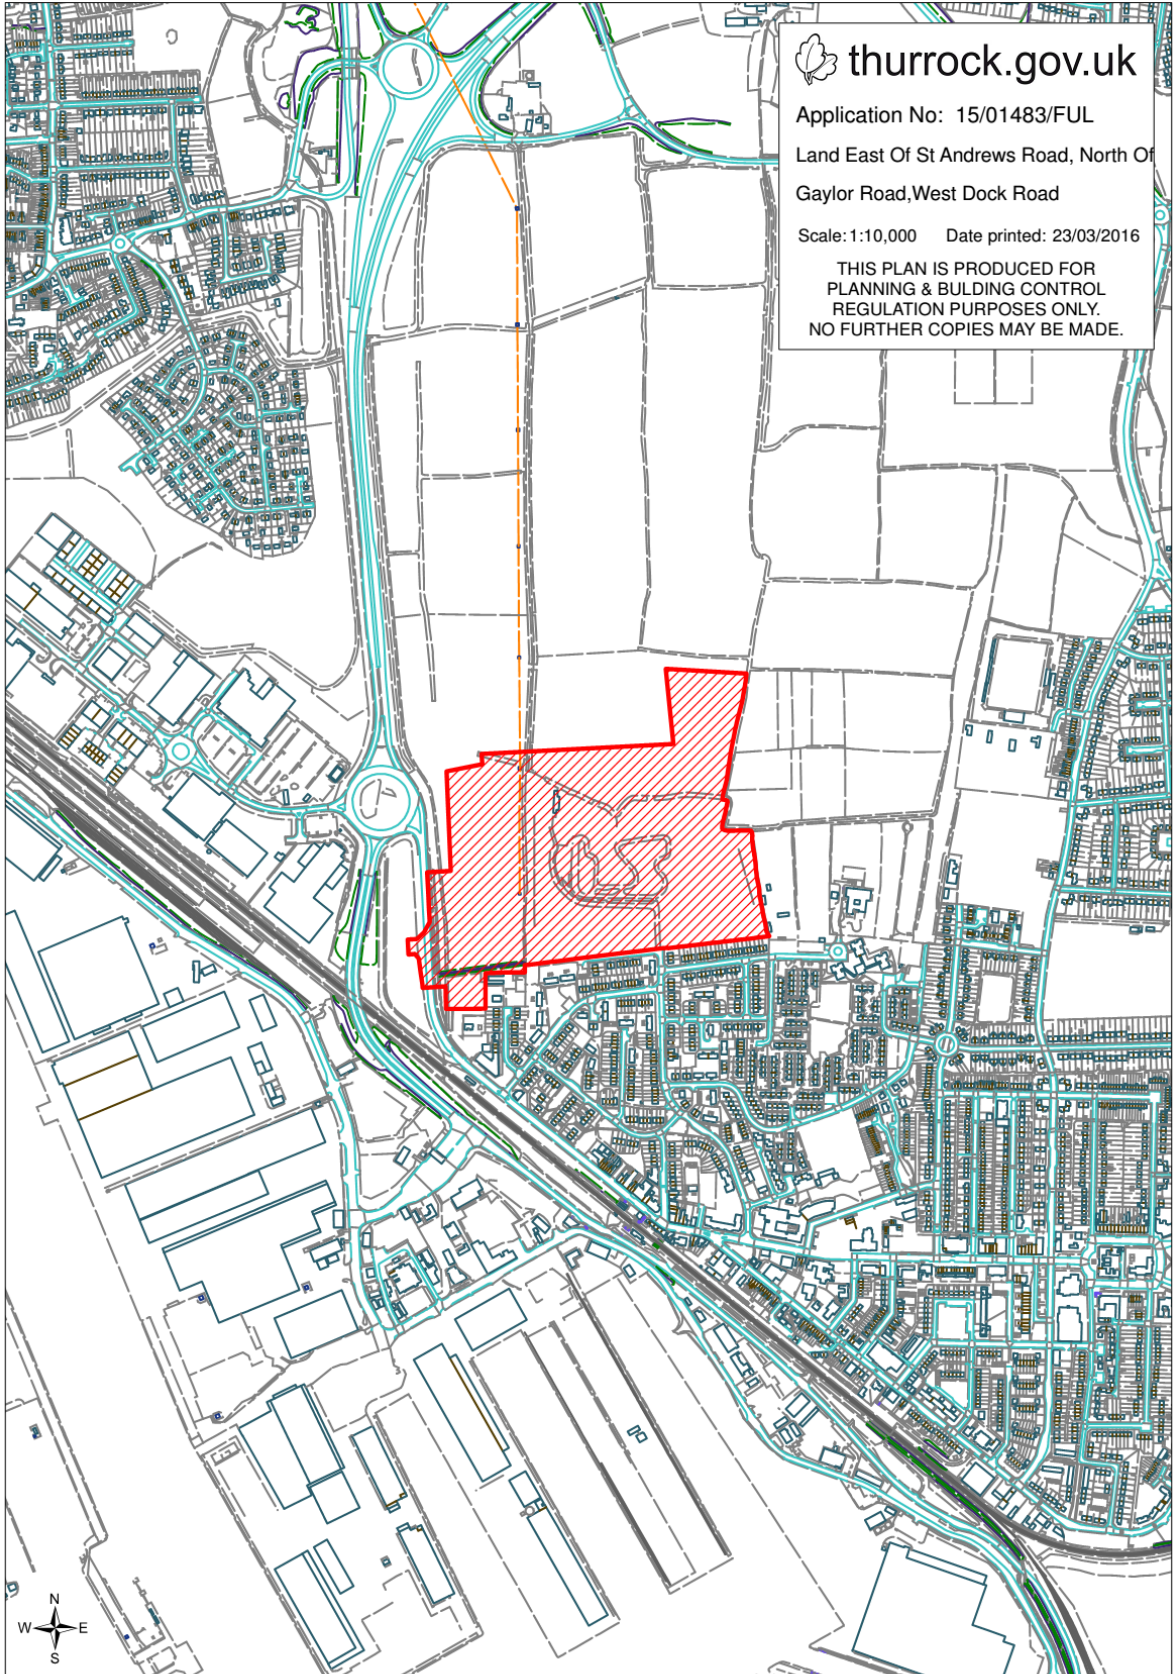 thurrock.gov.uk
Application No: 15/01483/FUL
Land East Of St Andrews Road, North Of
Gaylor Road,West Dock Road
Scale:1:10,000 Date printed: 23/03/2016
THIS PLAN IS PRODUCED FOR
PLANNING & BULDING CONTROL
REGULATION PURPOSES ONLY.
NO FURTHER COPIES MAY BE MADE.
N
W E
S